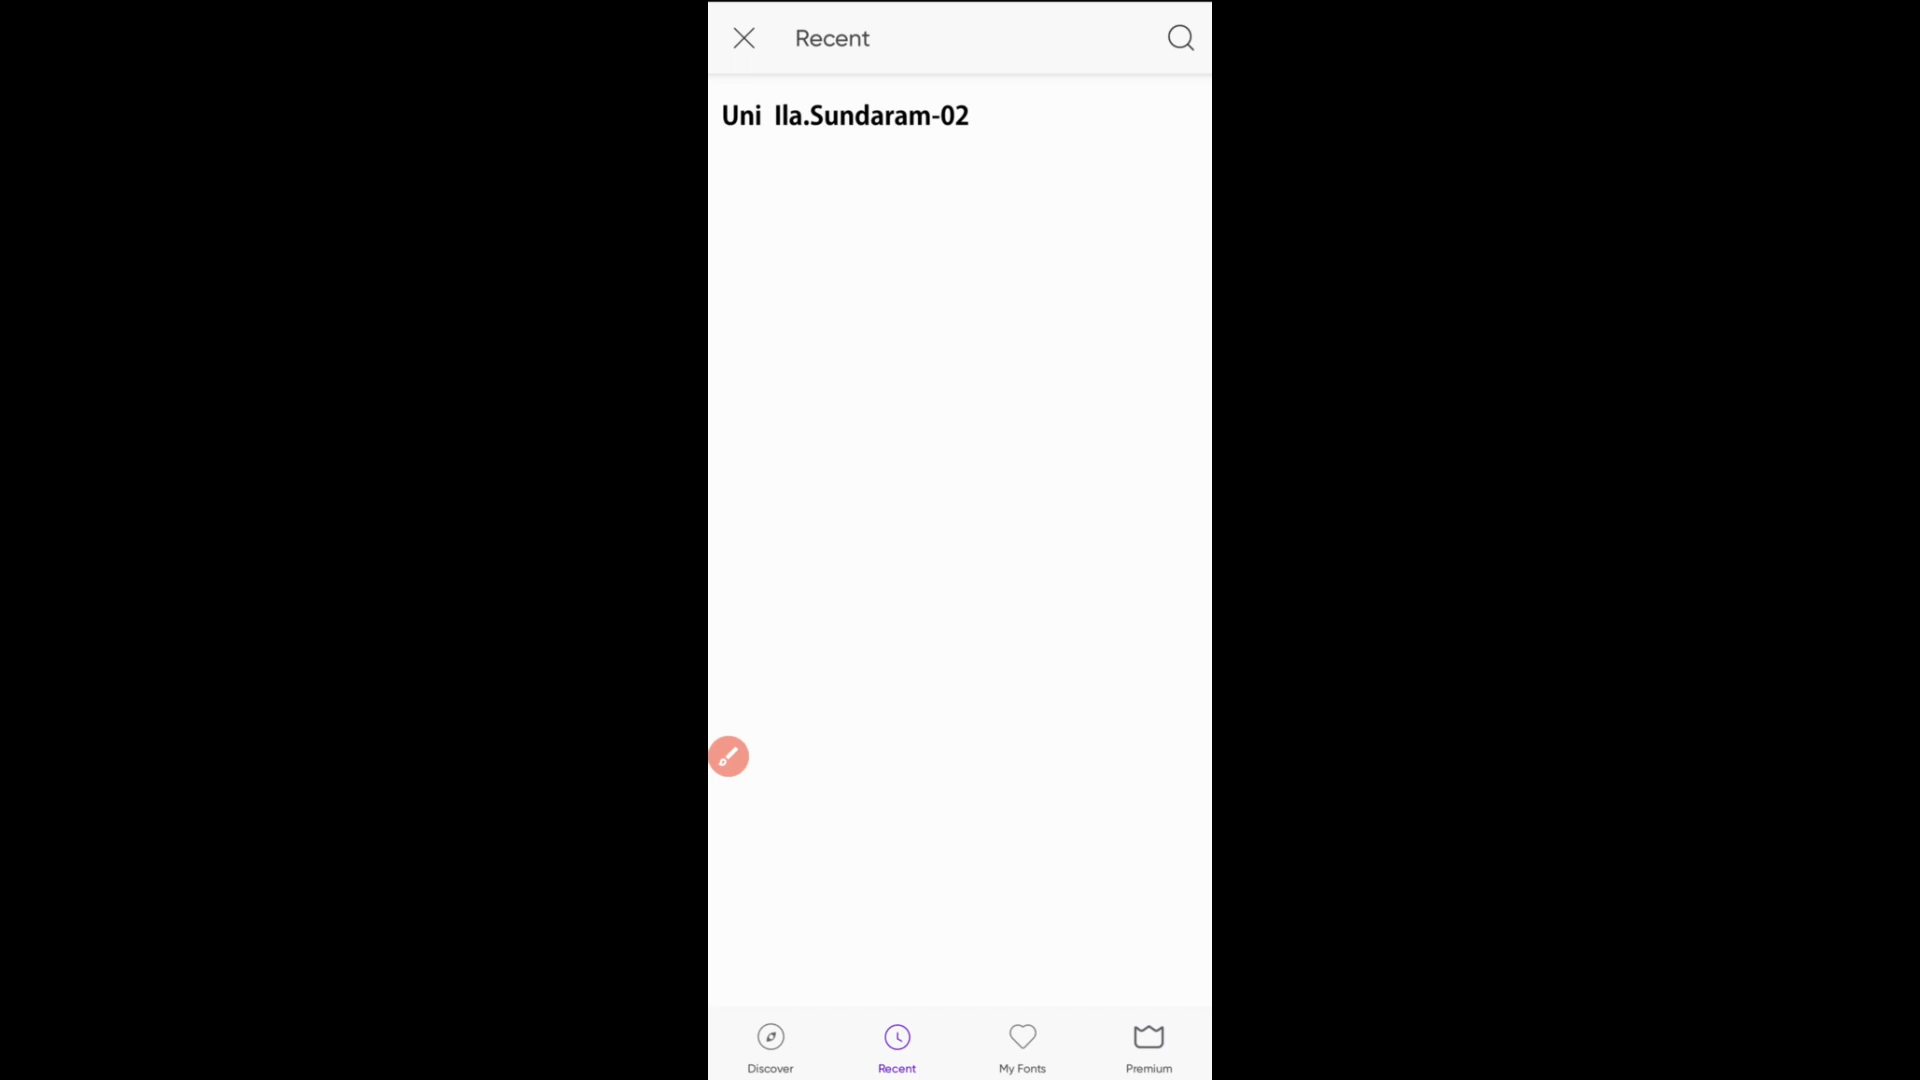 Recent
Uni Ila.Sundaram-02
Discover
Recent
My Fonts
Premium